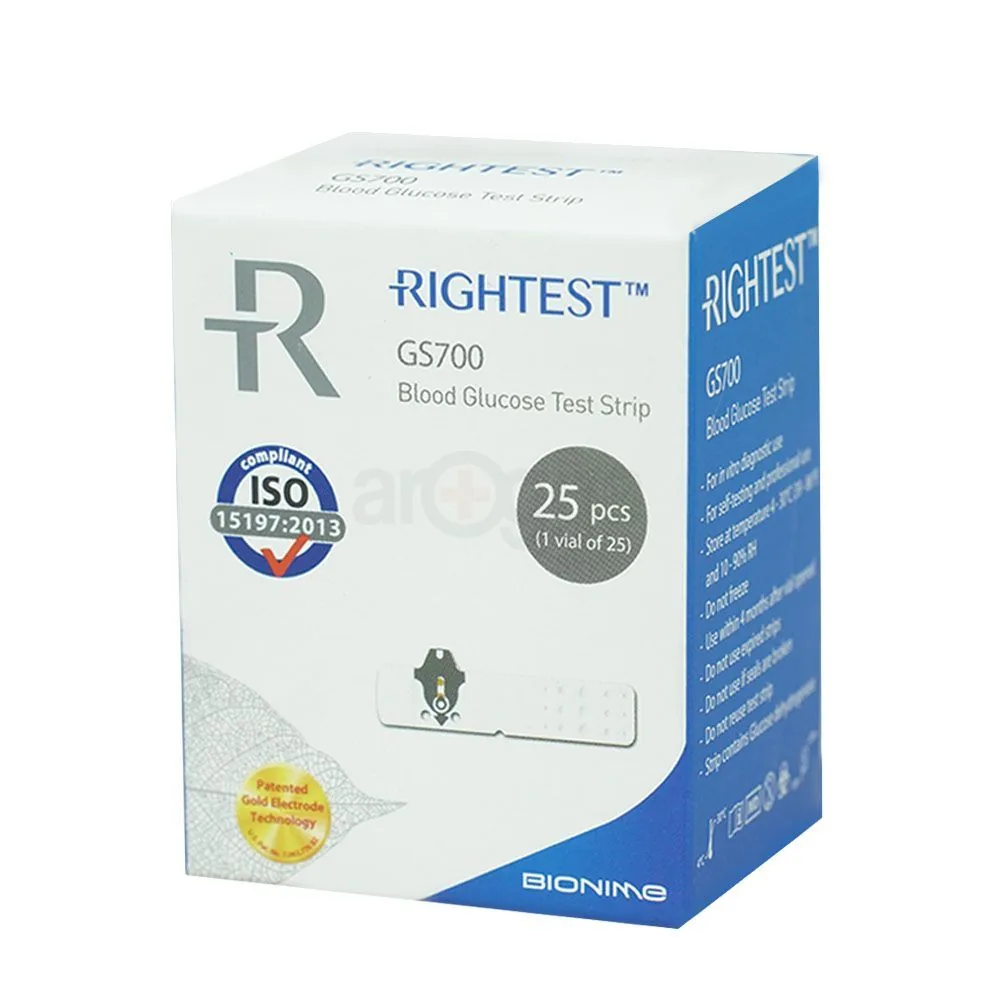 RIGHTEST™
GS700
Blood Glucose Test Strip
RIGHTEST™
GS700
Blood Glucose Test Strip
compliant
ISO
15197:2013
25 pcs
(1 vial of 25)
arog
Patented
Gold Electrode
Technology
BIONIME
RIGHTEST™
GS700
Blood Glucose Test Strip
- For in vitro diagnostic use
- For self-testing and professional use
- Store at temperature 4 - 30°C
and 10 - 90% RH
- Do not freeze
- Use within 4 months after vial opened
- Do not use expired strips
- Do not use if seals are broken
- Do not reuse test strip
- Strip contains Glucose dehydrogenase